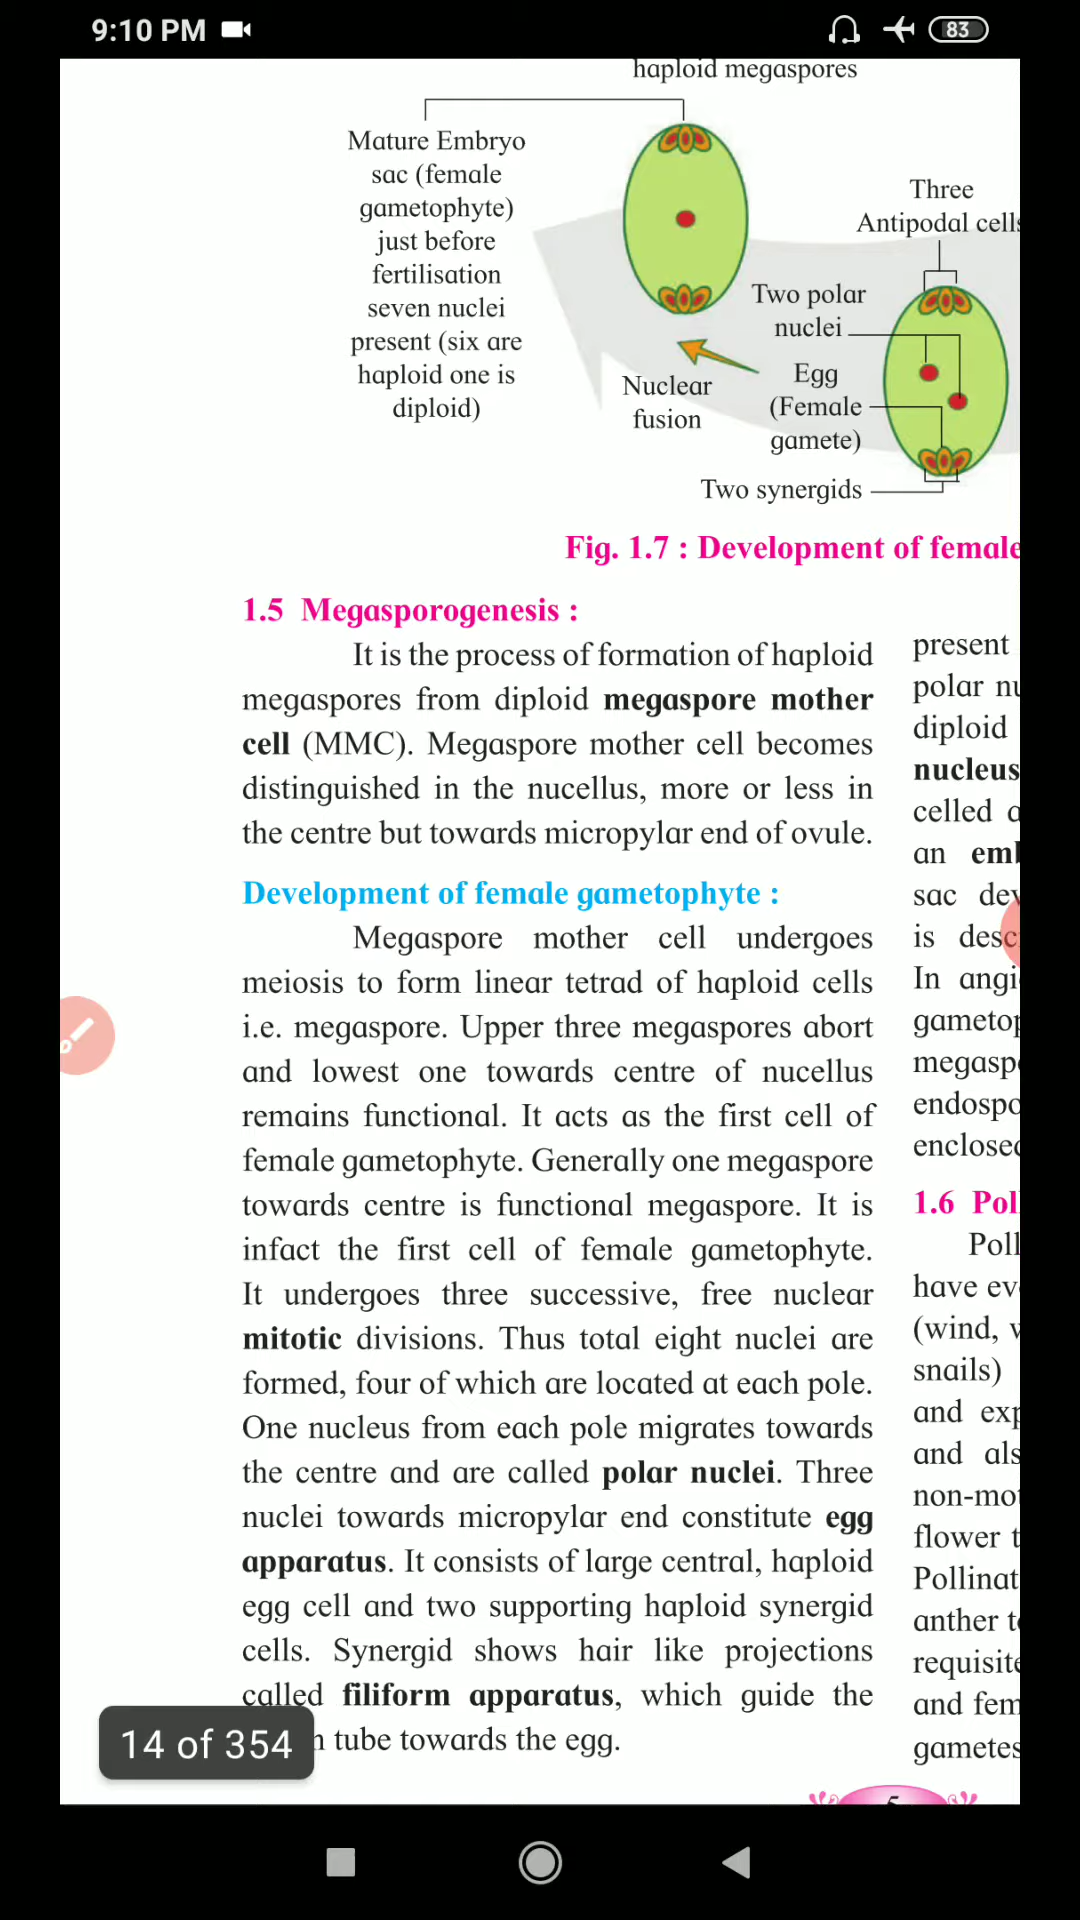 9:10 PM
83
haploid megaspores
Mature Embryo
sac (female
gametophyte)
just before
fertilisation
seven nuclei
present (six are
haploid one is
diploid)
Three
Antipodal cells
Two polar
nuclei
Egg
(Female
gamete)
Nuclear
fusion
Two synergids
Fig. 1.7 : Development of female
1.5 Megasporogenesis :
It is the process of formation of haploid
megaspores from diploid megaspore mother
cell (MMC). Megaspore mother cell becomes
distinguished in the nucellus, more or less in
the centre but towards micropylar end of ovule.
Development of female gametophyte :
Megaspore mother cell undergoes
meiosis to form linear tetrad of haploid cells
i.e. megaspore. Upper three megaspores abort
and lowest one towards centre of nucellus
remains functional. It acts as the first cell of
female gametophyte. Generally one megaspore
towards centre is functional megaspore. It is
infact the first cell of female gametophyte.
It undergoes three successive, free nuclear
mitotic divisions. Thus total eight nuclei are
formed, four of which are located at each pole.
One nucleus from each pole migrates towards
the centre and are called polar nuclei. Three
nuclei towards micropylar end constitute egg
apparatus. It consists of large central, haploid
egg cell and two supporting haploid synergid
cells. Synergid shows hair like projections
called filiform apparatus, which guide the
tube towards the egg.
present
polar
diploid
nucleus
celled
an
sac
is
In
1.6
have
(wind,
snails)
and
and
flower
anther
and
gametes
14 of 354